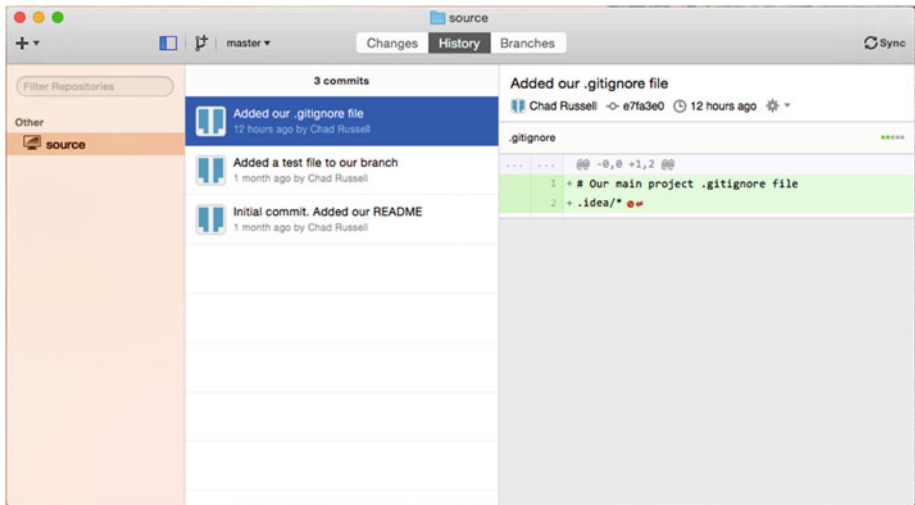 source
master
Changes
History
Branches
Sync
Filter Repositories
Other
source
3 commits
Added our .gitignore file
12 hours ago by Chad Russell
Added a test file to our branch
1 month ago by Chad Russell
Initial commit. Added our README
1 month ago by Chad Russell
Added our .gitignore file
Chad Russell e7fa3e0 12 hours ago
.gitignore
... ... @@ -0,0 +1,2 @@
1 + # Our main project .gitignore file
2 + .idea/*